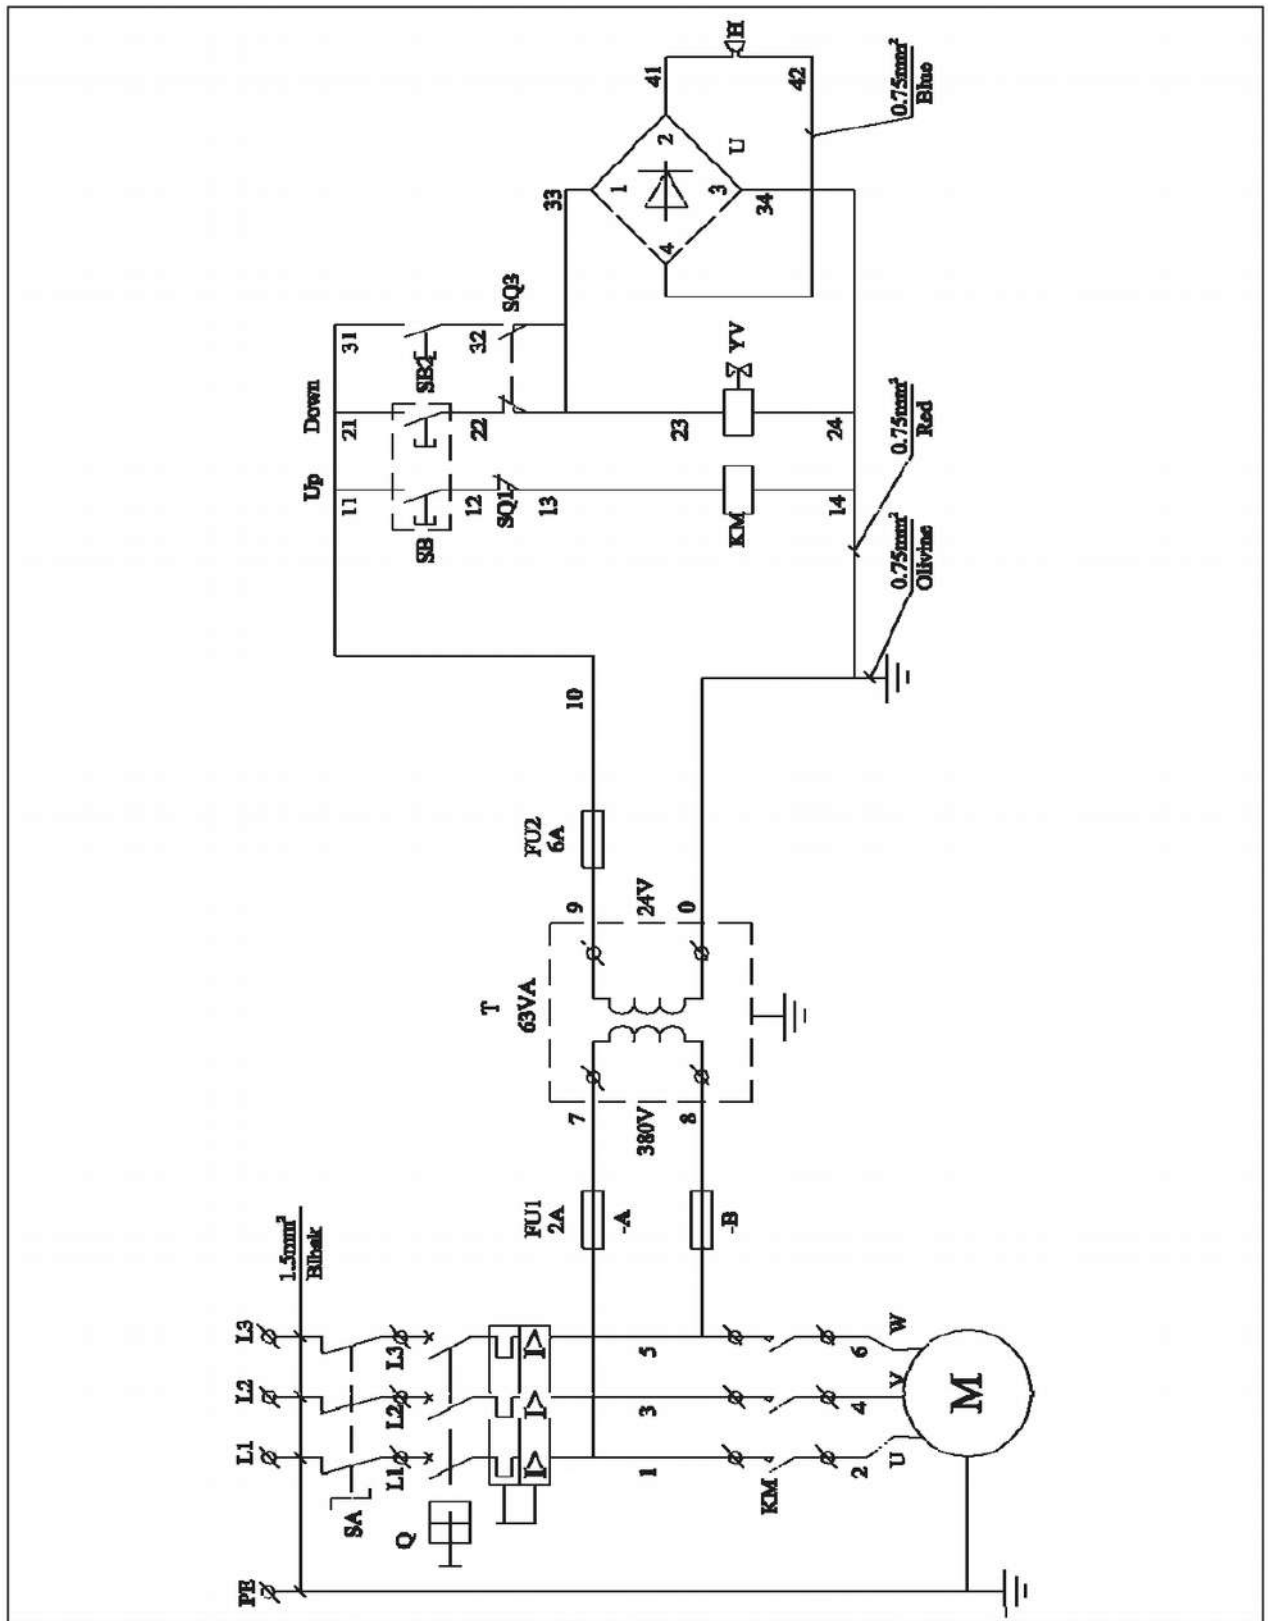 PE
L1
L2
L3
1.5mm²
Blbak
SA
L1
L2
L3
Q
I>
I>
I>
1
3
5
KM
2
4
6
U
V
W
M
FU1
2A
-A
-B
7
380V
8
T
63VA
9
24V
0
FU2
6A
10
Up
Down
11
21
31
SB
SB2
12
22
32
SQ1
SQ3
13
33
23
KM
YV
14
24
1
2
3
4
U
34
41
H
42
0.75mm²
Olivine
0.75mm²
Red
0.75mm²
Blue